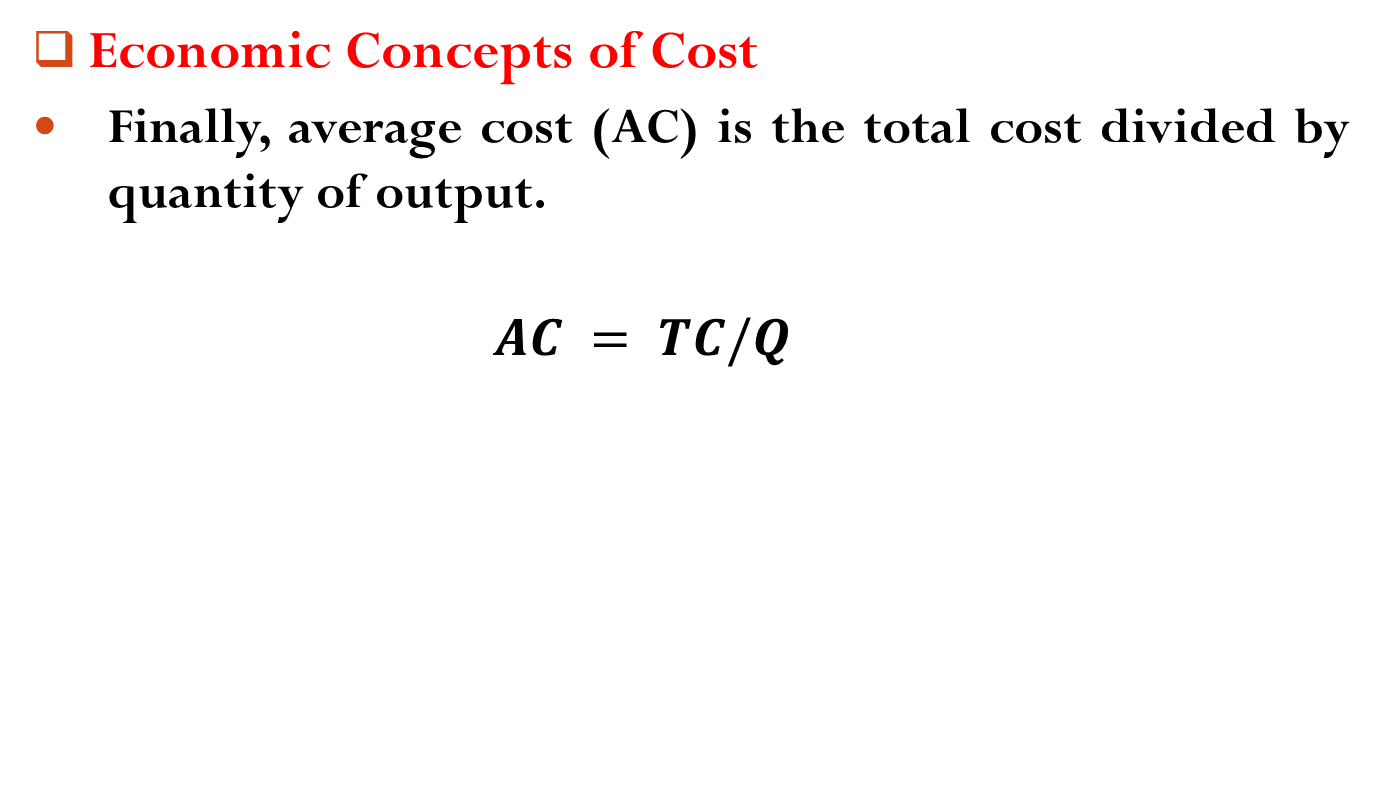 ❑ Economic Concepts of Cost
• Finally, average cost (AC) is the total cost divided by
quantity of output.
AC = TC/Q